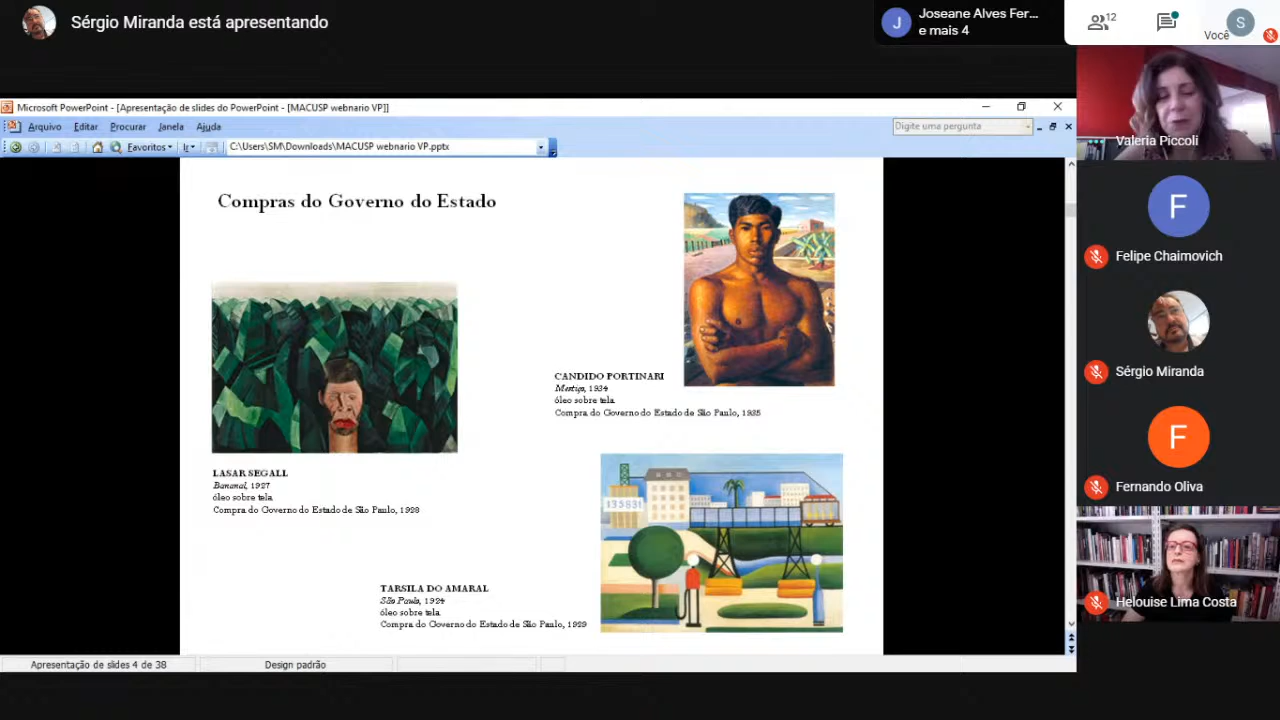 Sérgio Miranda está apresentando
J
Joseane Alves Fer...
e mais 4
12
S
Você
Microsoft PowerPoint - [Apresentação de slides do PowerPoint - [MACUSP webnario VP]]
Arquivo Editar Procurar Janela Ajuda
Digite uma pergunta
Favoritos
C:\Users\SM\Downloads\MACUSP webnario VP.pptx
Compras do Governo do Estado
CANDIDO PORTINARI
Mestiço, 1934
óleo sobre tela
Compra do Governo do Estado de São Paulo, 1935
LASAR SEGALL
Bananal, 1927
óleo sobre tela
Compra do Governo do Estado de São Paulo, 1928
135831
TARSILA DO AMARAL
São Paulo, 1924
óleo sobre tela
Compra do Governo do Estado de São Paulo, 1929
Apresentação de slides 4 de 38
Design padrão
Valeria Piccoli
F
Felipe Chaimovich
Sérgio Miranda
F
Fernando Oliva
Helouise Lima Costa